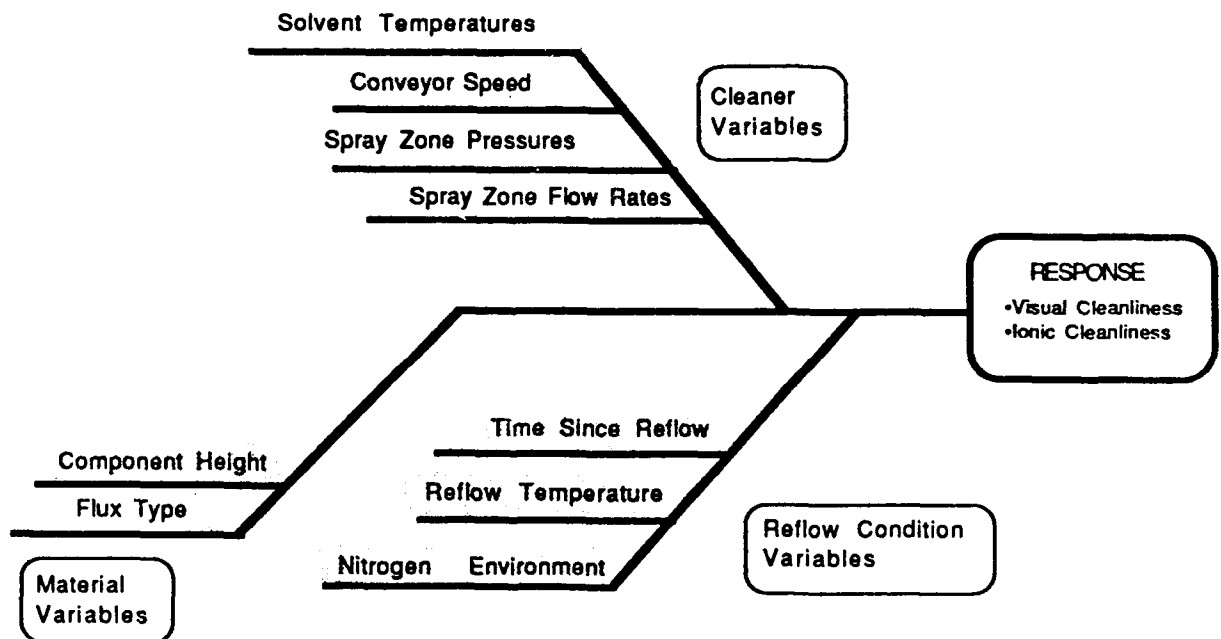 Solvent Temperatures
Conveyor Speed
Spray Zone Pressures
Spray Zone Flow Rates
Cleaner
Variables
RESPONSE
•Visual Cleanliness
•Ionic Cleanliness
Component Height
Flux Type
Material
Variables
Time Since Reflow
Reflow Temperature
Nitrogen Environment
Reflow Condition
Variables